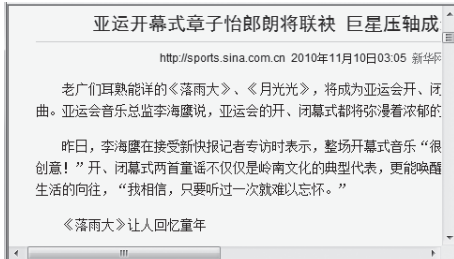 亚运开幕式章子怡郎朗将联袂 巨星压轴成
http://sports.sina.com.cn 2010年11月10日03:05 新华网
老广们耳熟能详的《落雨大》、《月光光》，将成为亚运会开、闭
曲。亚运会音乐总监李海鹰说，亚运会的开、闭幕式都将弥漫着浓郁的
昨日，李海鹰在接受新快报记者专访时表示，整场开幕式音乐“很
创意！”开、闭幕式两首童谣不仅仅是岭南文化的典型代表，更能唤醒
生活的向往，“我相信，只要听过一次就难以忘怀。”
《落雨大》让人回忆童年